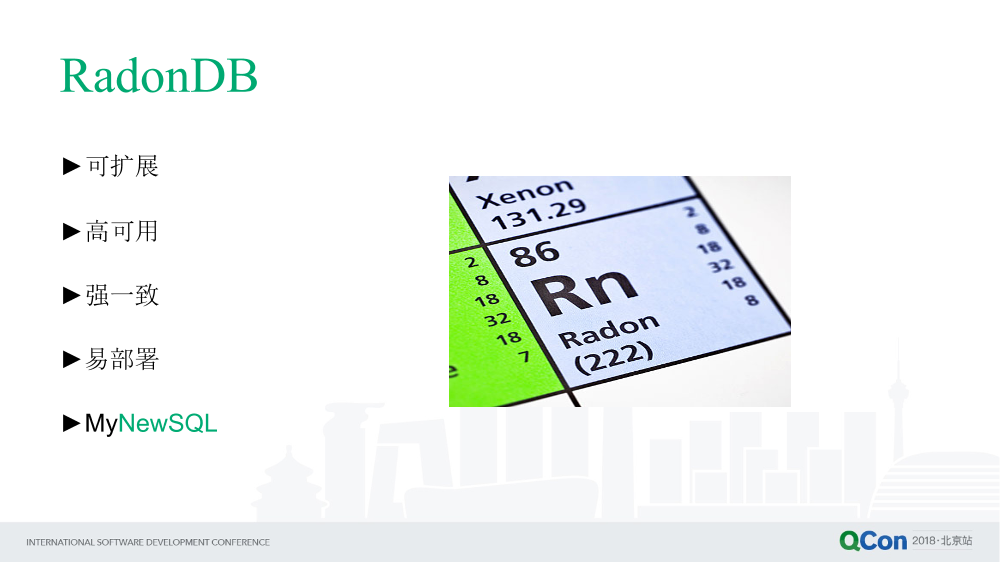 RadonDB
►可扩展
►高可用
►强一致
►易部署
►MyNewSQL
Xenon
131.29
2
8
18
32
18
7
86
Rn
Radon
(222)
2
8
18
32
18
8
INTERNATIONAL SOFTWARE DEVELOPMENT CONFERENCE
QCon 2018·北京站